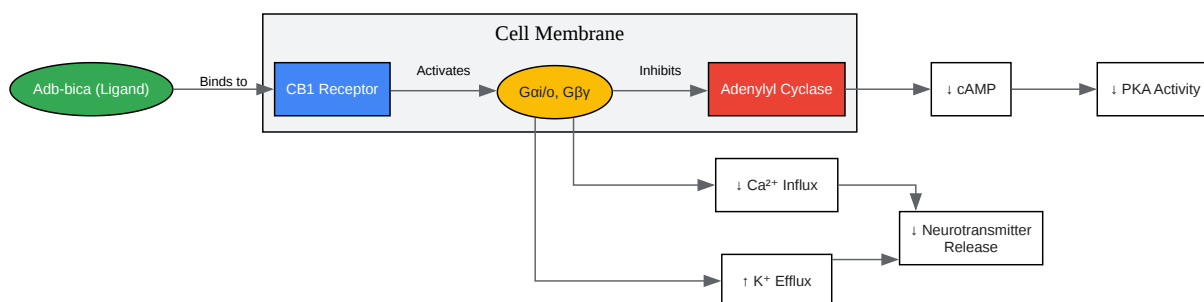 Cell Membrane
Adb-bica (Ligand)
Binds to
CB1 Receptor
Activates
Gαi/o, Gβγ
Inhibits
Adenylyl Cyclase
↓ cAMP
↓ PKA Activity
↓ Ca²⁺ Influx
↓ Neurotransmitter
Release
↑ K⁺ Efflux